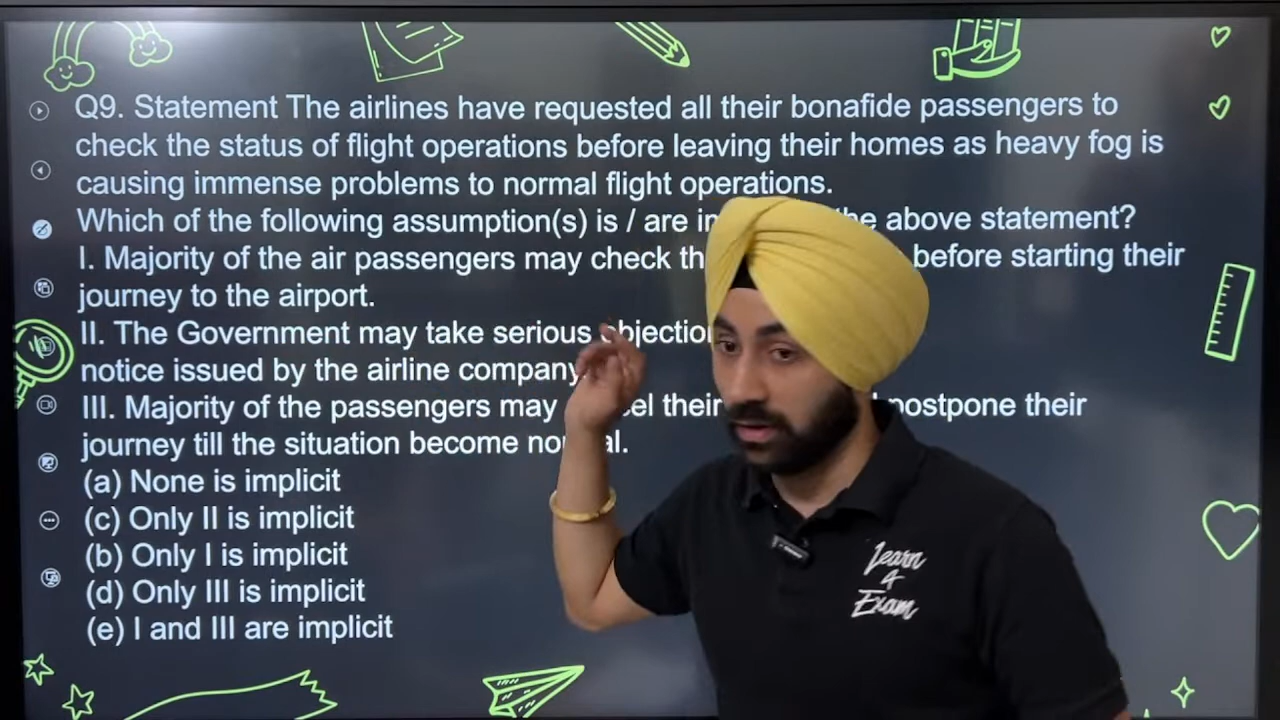 Q9. Statement The airlines have requested all their bonafide passengers to
check the status of flight operations before leaving their homes as heavy fog is
causing immense problems to normal flight operations.
Which of the following assumption(s) is / are the above statement?
I. Majority of the air passengers may check before starting their
journey to the airport.
II. The Government may take serious
notice issued by the airline company
III. Majority of the passengers may their postpone their
journey till the situation become
(a) None is implicit
(c) Only II is implicit
(b) Only I is implicit
(d) Only III is implicit
(e) I and III are implicit
Learn
4
Exam